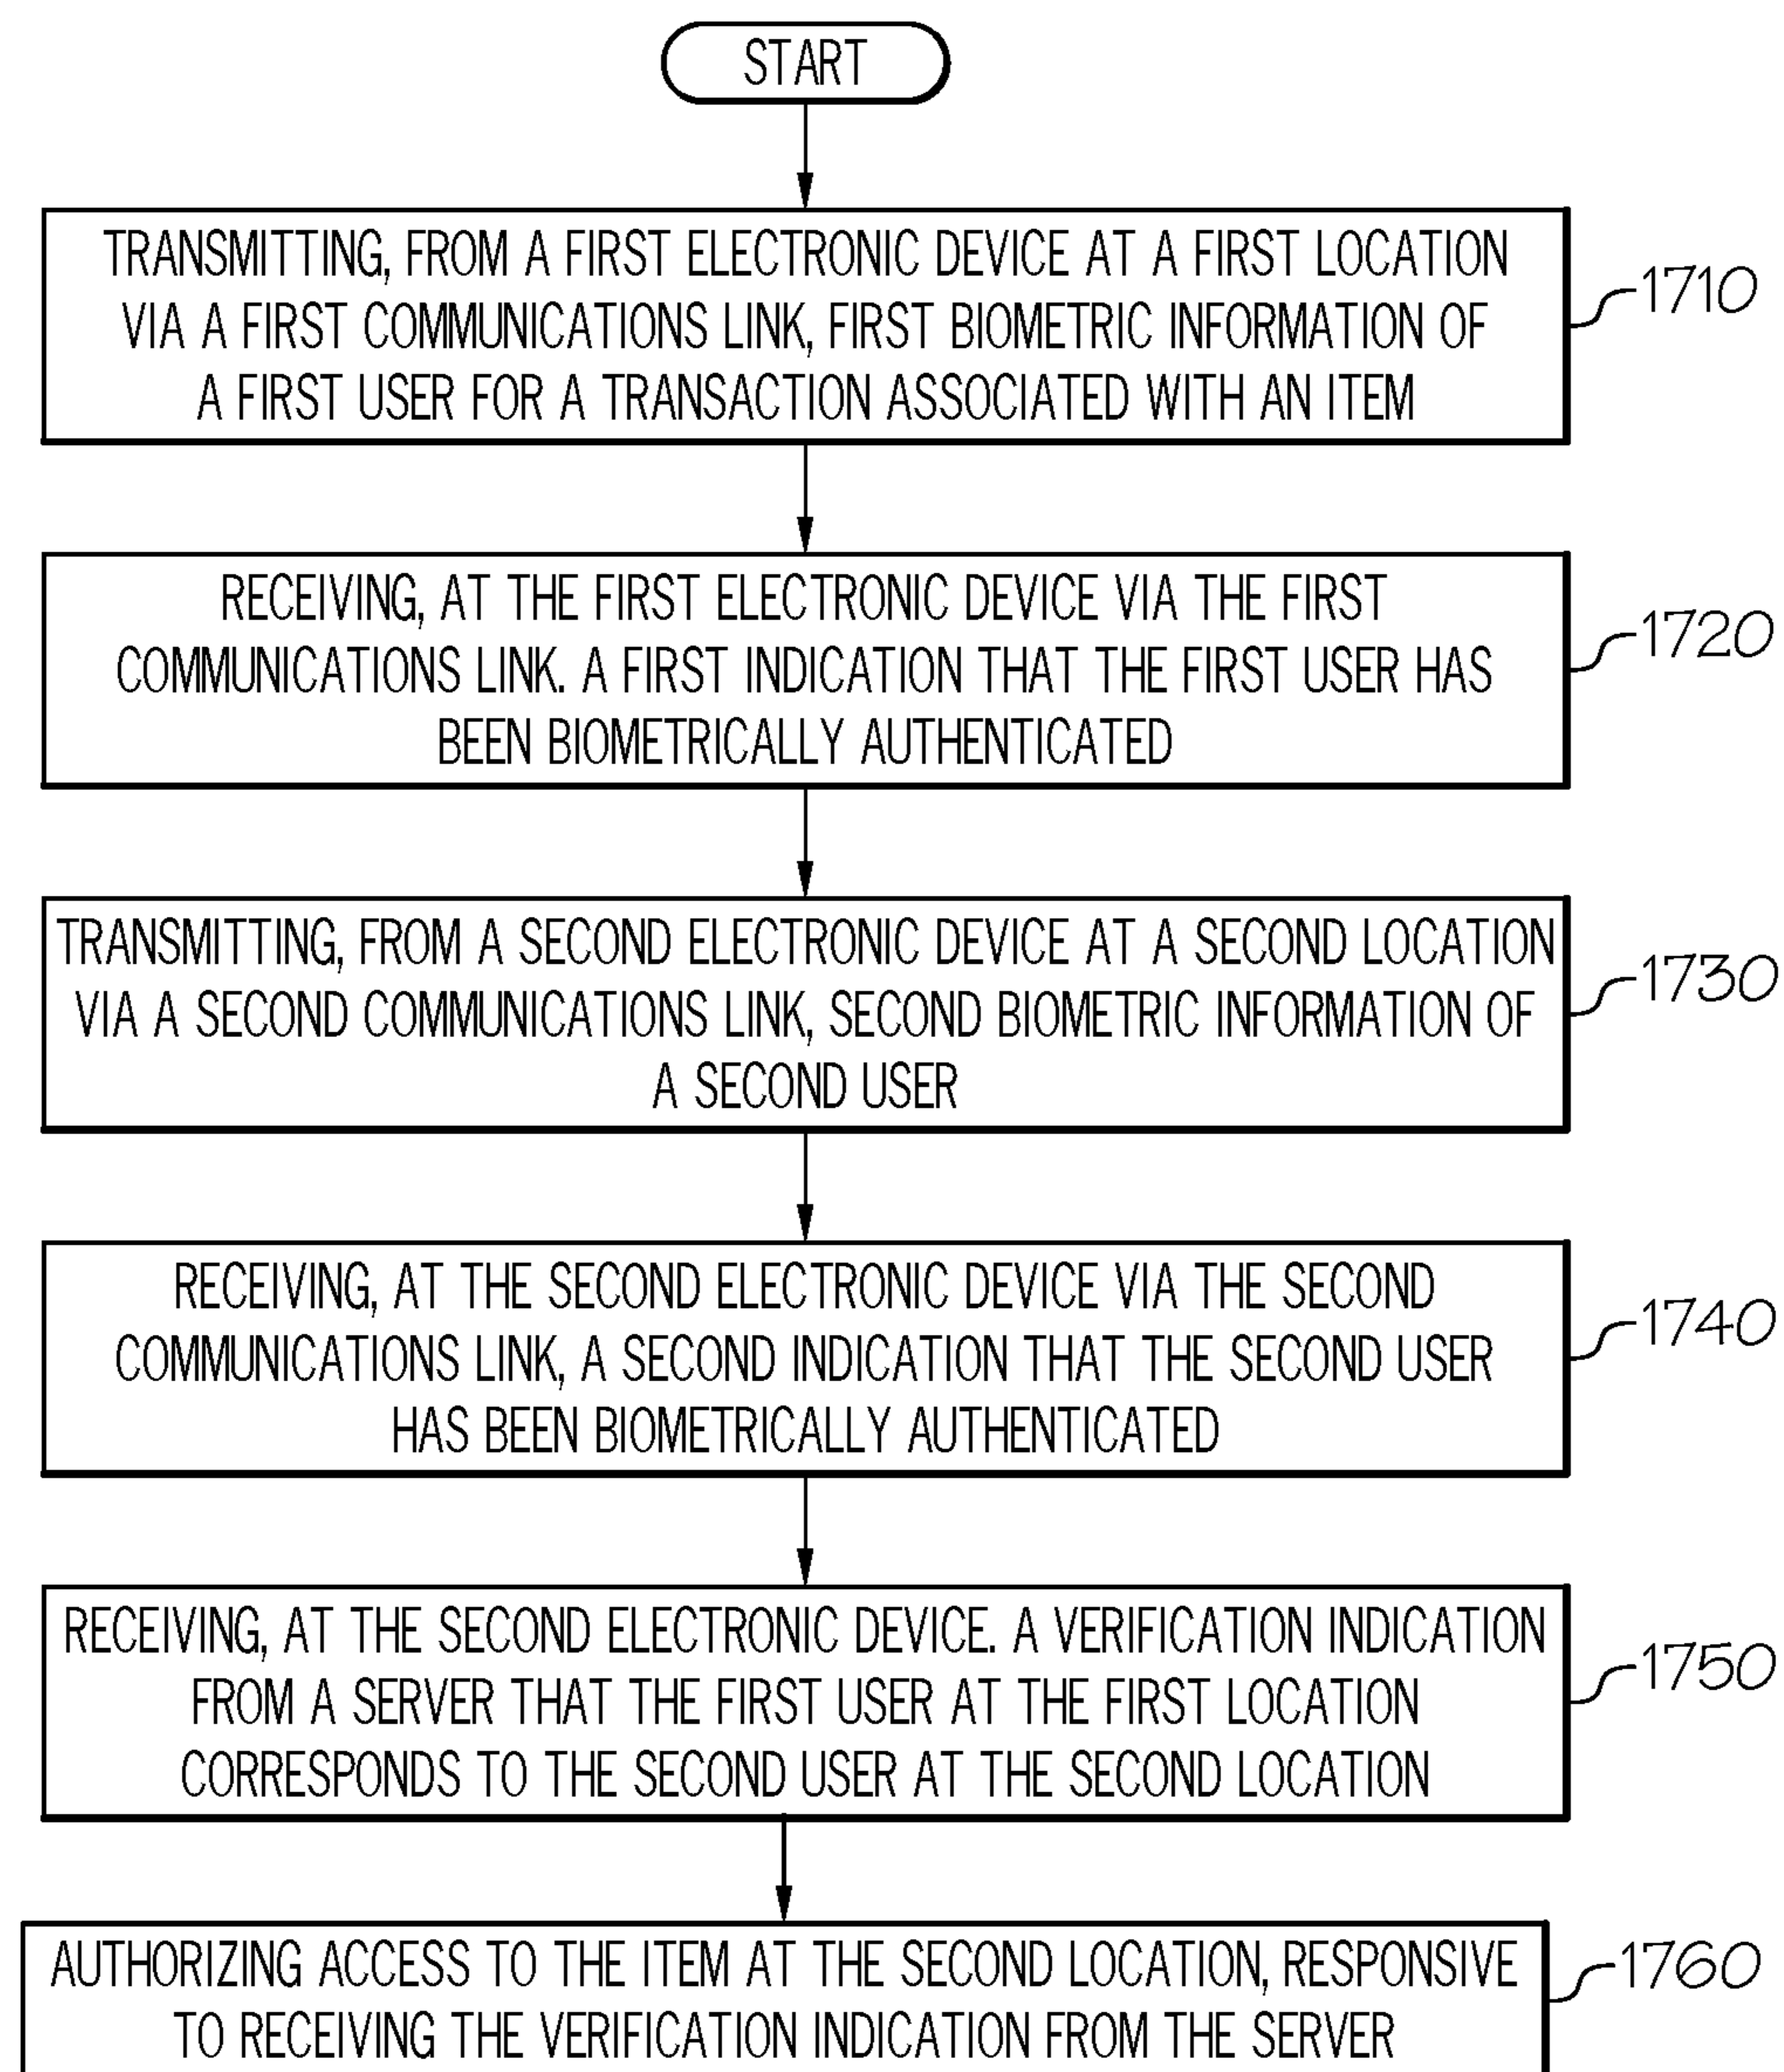 START
TRANSMITTING, FROM A FIRST ELECTRONIC DEVICE AT A FIRST LOCATION
VIA A FIRST COMMUNICATIONS LINK, FIRST BIOMETRIC INFORMATION OF
A FIRST USER FOR A TRANSACTION ASSOCIATED WITH AN ITEM
1710
RECEIVING, AT THE FIRST ELECTRONIC DEVICE VIA THE FIRST
COMMUNICATIONS LINK. A FIRST INDICATION THAT THE FIRST USER HAS
BEEN BIOMETRICALLY AUTHENTICATED
1720
TRANSMITTING, FROM A SECOND ELECTRONIC DEVICE AT A SECOND LOCATION
VIA A SECOND COMMUNICATIONS LINK, SECOND BIOMETRIC INFORMATION OF
A SECOND USER
1730
RECEIVING, AT THE SECOND ELECTRONIC DEVICE VIA THE SECOND
COMMUNICATIONS LINK, A SECOND INDICATION THAT THE SECOND USER
HAS BEEN BIOMETRICALLY AUTHENTICATED
1740
RECEIVING, AT THE SECOND ELECTRONIC DEVICE. A VERIFICATION INDICATION
FROM A SERVER THAT THE FIRST USER AT THE FIRST LOCATION
CORRESPONDS TO THE SECOND USER AT THE SECOND LOCATION
1750
AUTHORIZING ACCESS TO THE ITEM AT THE SECOND LOCATION, RESPONSIVE
TO RECEIVING THE VERIFICATION INDICATION FROM THE SERVER
1760